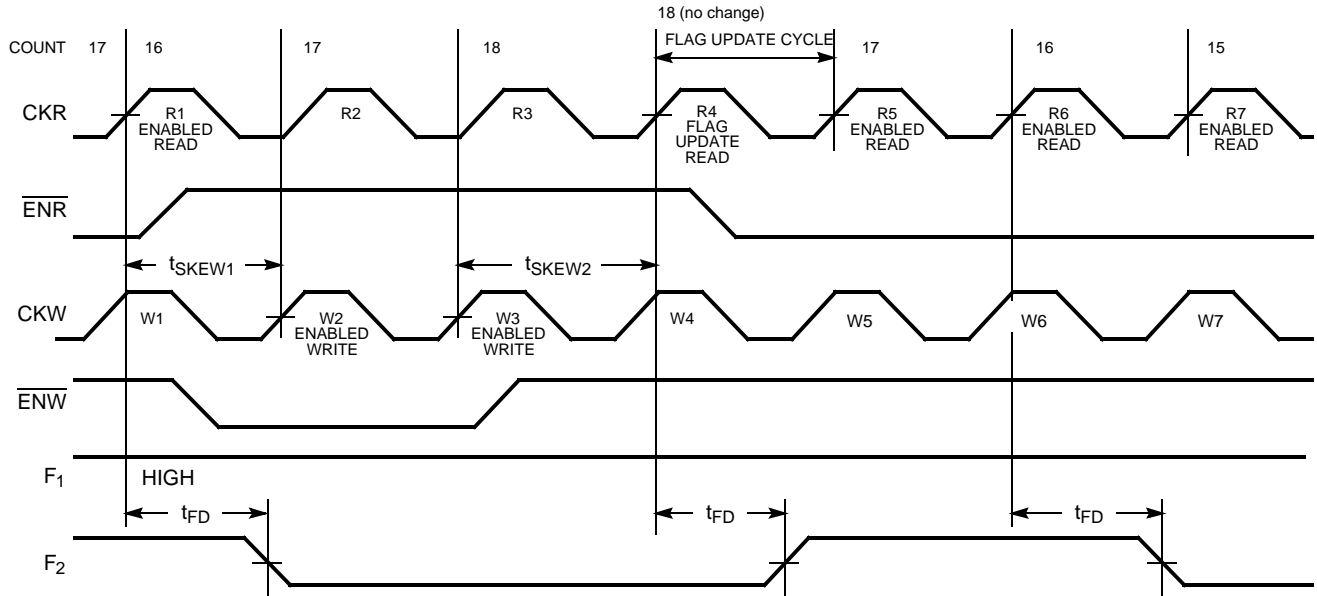 18 (no change)
COUNT 17 16 17 18 FLAG UPDATE CYCLE 17 16 15
CKR
R1
ENABLED
READ
R2
R3
R4
FLAG
UPDATE
READ
R5
ENABLED
READ
R6
ENABLED
READ
R7
ENABLED
READ
ENR
tSKEW1 tSKEW2
CKW
W1
W2
ENABLED
WRITE
W3
ENABLED
WRITE
W4
W5
W6
W7
ENW
F1 HIGH
tFD tFD tFD
F2